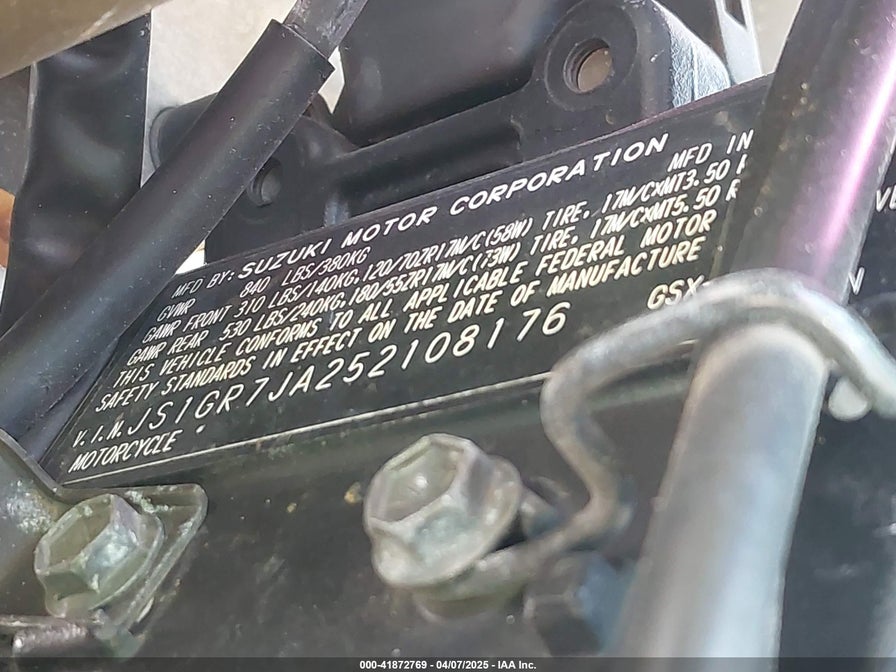 MFD BY: SUZUKI MOTOR CORPORATION
GVWR 840 LBS/380KG MFD IN
GAWR FRONT 310 LBS/140KG, 120/70ZR17M/C(58W) TIRE, 17M/CXMT3.50
GAWR REAR 530 LBS/240KG, 180/55ZR17M/C(73W) TIRE, 17M/CXMT5.50 R
THIS VEHICLE CONFORMS TO ALL APPLICABLE FEDERAL MOTOR
SAFETY STANDARDS IN EFFECT ON THE DATE OF MANUFACTURE
V.I.N. JS1GR7JA252108176 GSX-
MOTORCYCLE
000-41872769 - 04/07/2025 - IAA Inc.